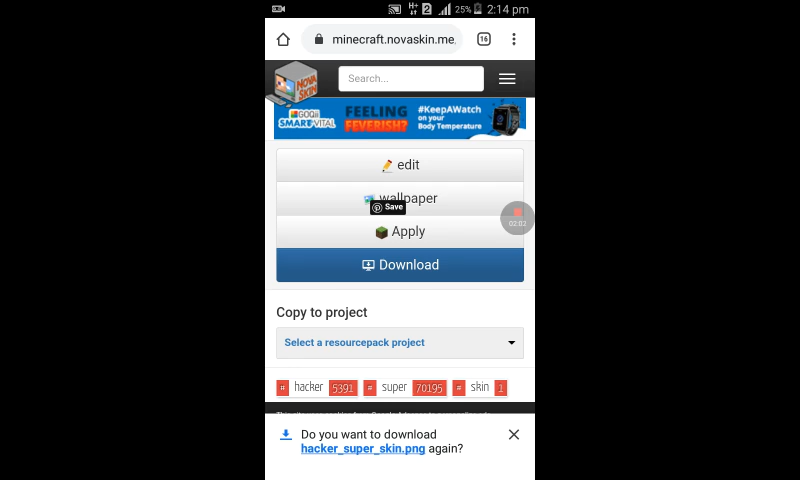 25% 2:14 pm
minecraft.novaskin.me
16
NOVA
SKIN
Search...
GOQii
SMART VITAL
FEELING
FEVERISH?
#KeepAWatch
on your
Body Temperature
edit
wallpaper
Save
Apply
02:02
Download
Copy to project
Select a resourcepack project
# hacker 5391 # super 70195 # skin 1
Do you want to download
hacker_super_skin.png again?